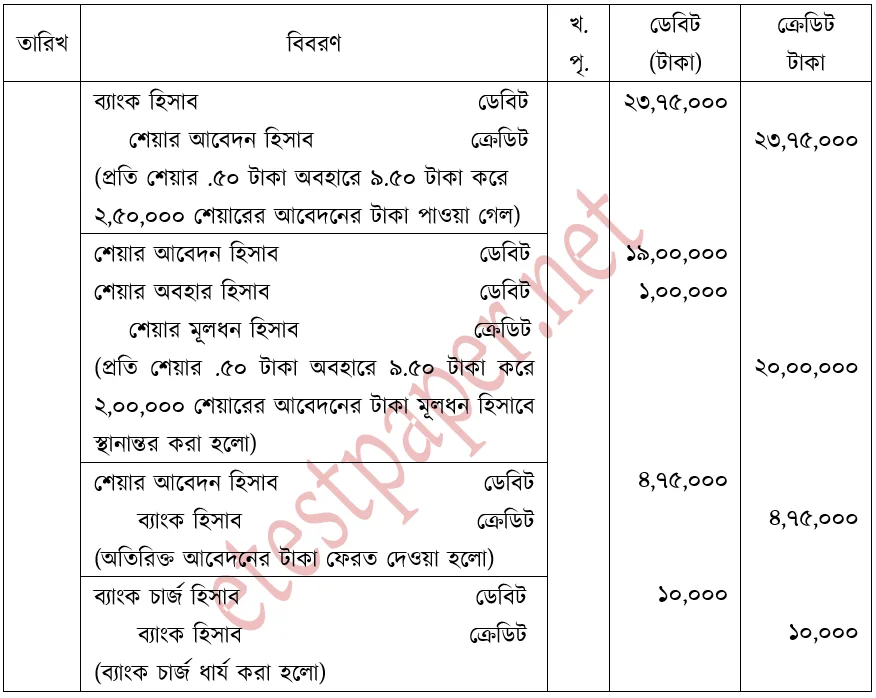 তারিখ বিবরণ খ. পৃ. ডেবিট (টাকা) ক্রেডিট টাকা
ব্যাংক হিসাব ডেবিট ২৩,৭৫,০০০
শেয়ার আবেদন হিসাব ক্রেডিট ২৩,৭৫,০০০
(প্রতি শেয়ার .৫০ টাকা অবহারে ৯.৫০ টাকা করে
২,৫০,০০০ শেয়ারের আবেদনের টাকা পাওয়া গেল)
শেয়ার আবেদন হিসাব ডেবিট ১৯,০০,০০০
শেয়ার অবহার হিসাব ডেবিট ১,০০,০০০
শেয়ার মূলধন হিসাব ক্রেডিট
(প্রতি শেয়ার .৫০ টাকা অবহারে ৯.৫০ টাকা করে ২০,০০,০০০
২,০০,০০০ শেয়ারের আবেদনের টাকা মূলধন হিসাবে
স্থানান্তর করা হলো)
শেয়ার আবেদন হিসাব ডেবিট ৪,৭৫,০০০
ব্যাংক হিসাব ক্রেডিট ৪,৭৫,০০০
(অতিরিক্ত আবেদনের টাকা ফেরত দেওয়া হলো)
ব্যাংক চার্জ হিসাব ডেবিট ১০,০০০
ব্যাংক হিসাব ক্রেডিট ১০,০০০
(ব্যাংক চার্জ ধার্য করা হলো)
etestpaper.net